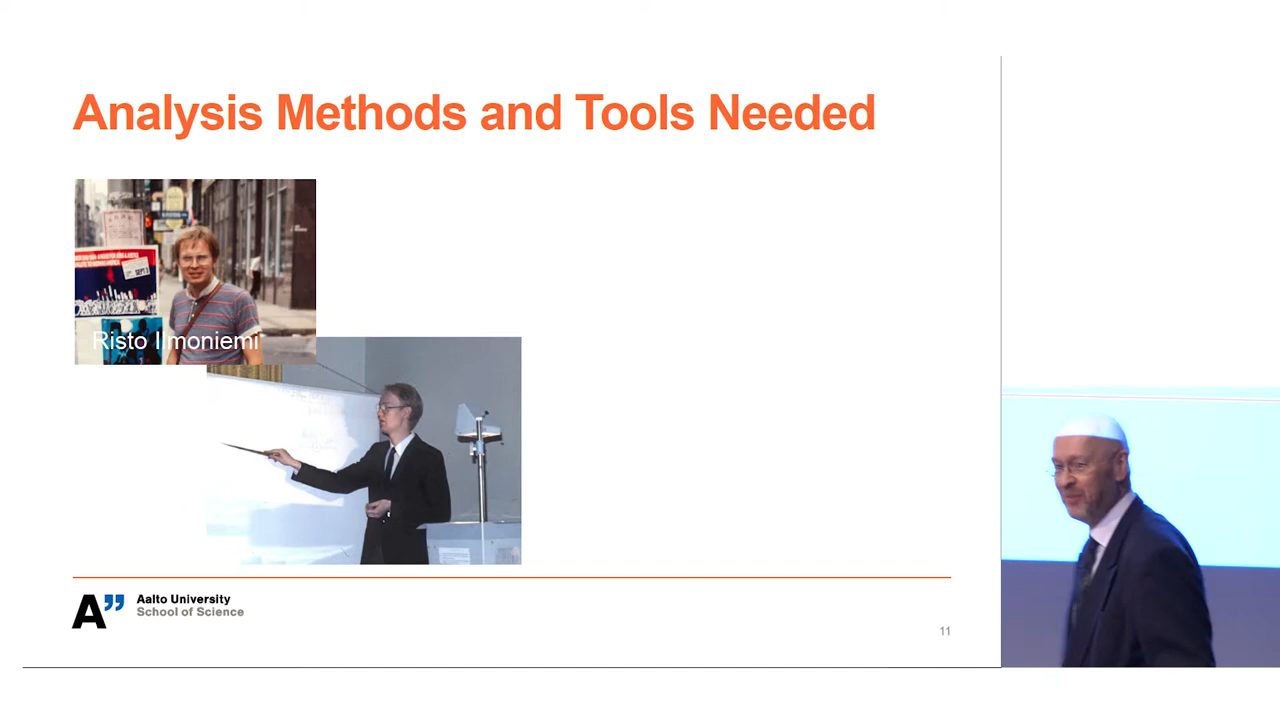 Analysis Methods and Tools Needed
Risto Ilmoniemi
Aalto University
School of Science
11